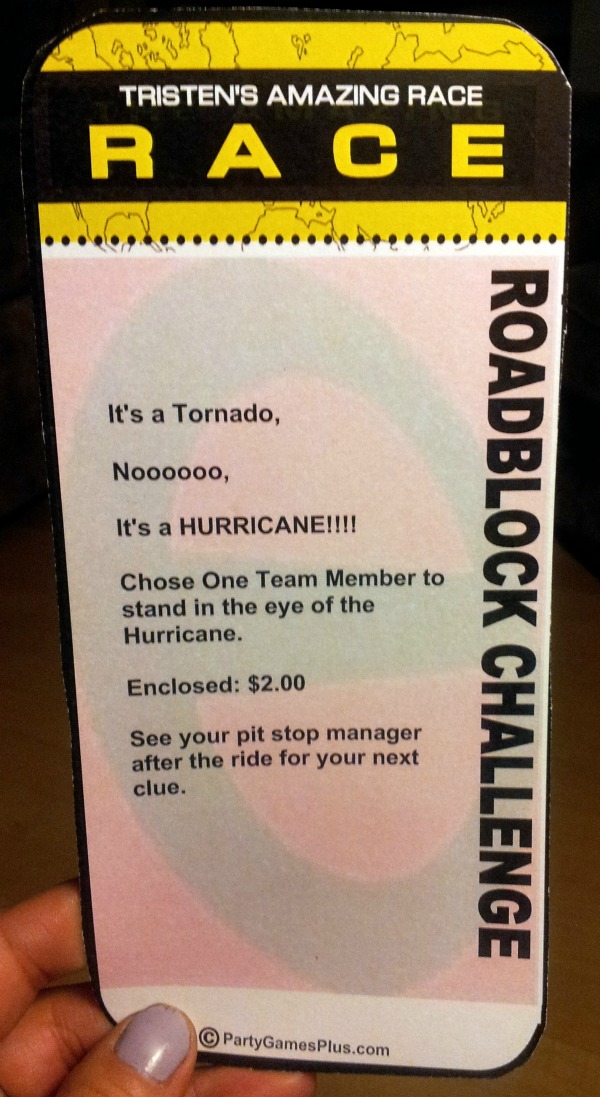 TRISTEN'S AMAZING RACE
RACE
ROADBLOCK CHALLENGE
It's a Tornado,
Noooooo,
It's a HURRICANE!!!!
Chose One Team Member to
stand in the eye of the
Hurricane.
Enclosed: $2.00
See your pit stop manager
after the ride for your next
clue.
© PartyGamesPlus.com